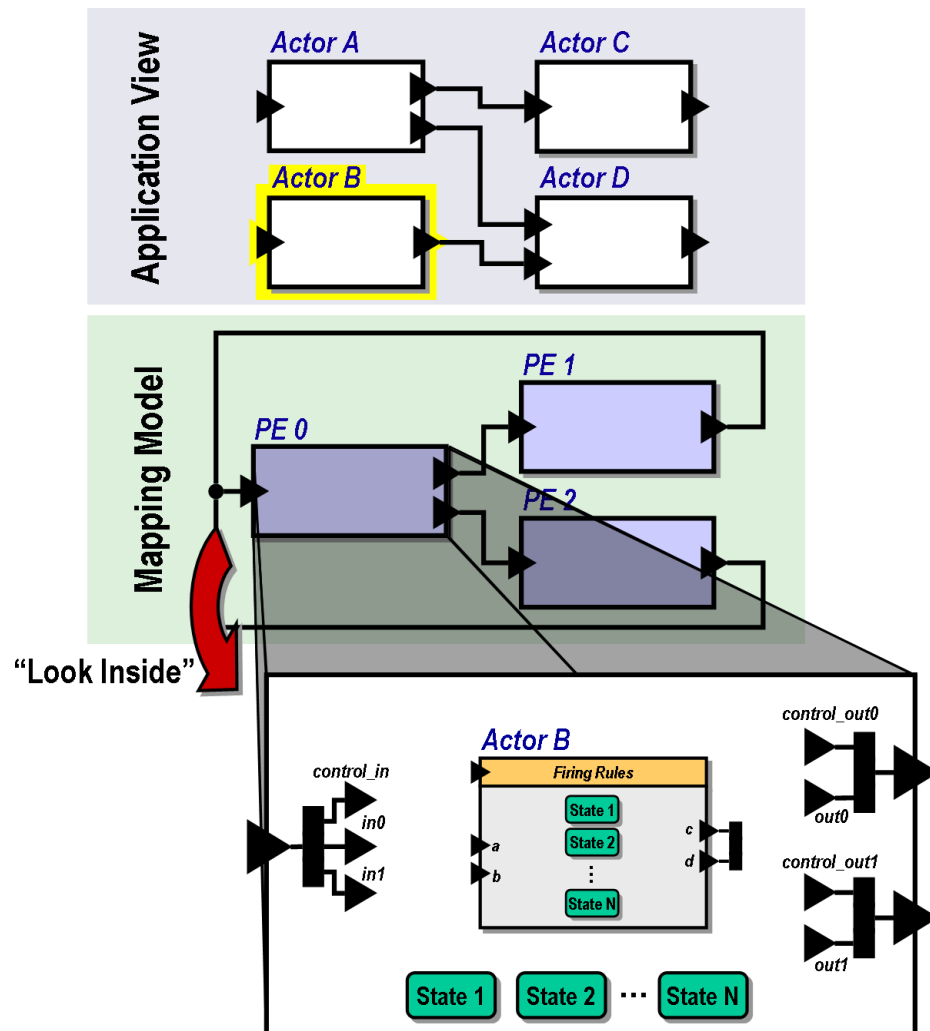 Application View
Actor A
Actor C
Actor B
Actor D
Mapping Model
PE 1
PE 0
PE 2
“Look Inside”
control_in
in0
in1
Actor B
Firing Rules
State 1
State 2
⋮
State N
a
b
c
d
control_out0
out0
control_out1
out1
State 1
State 2
···
State N